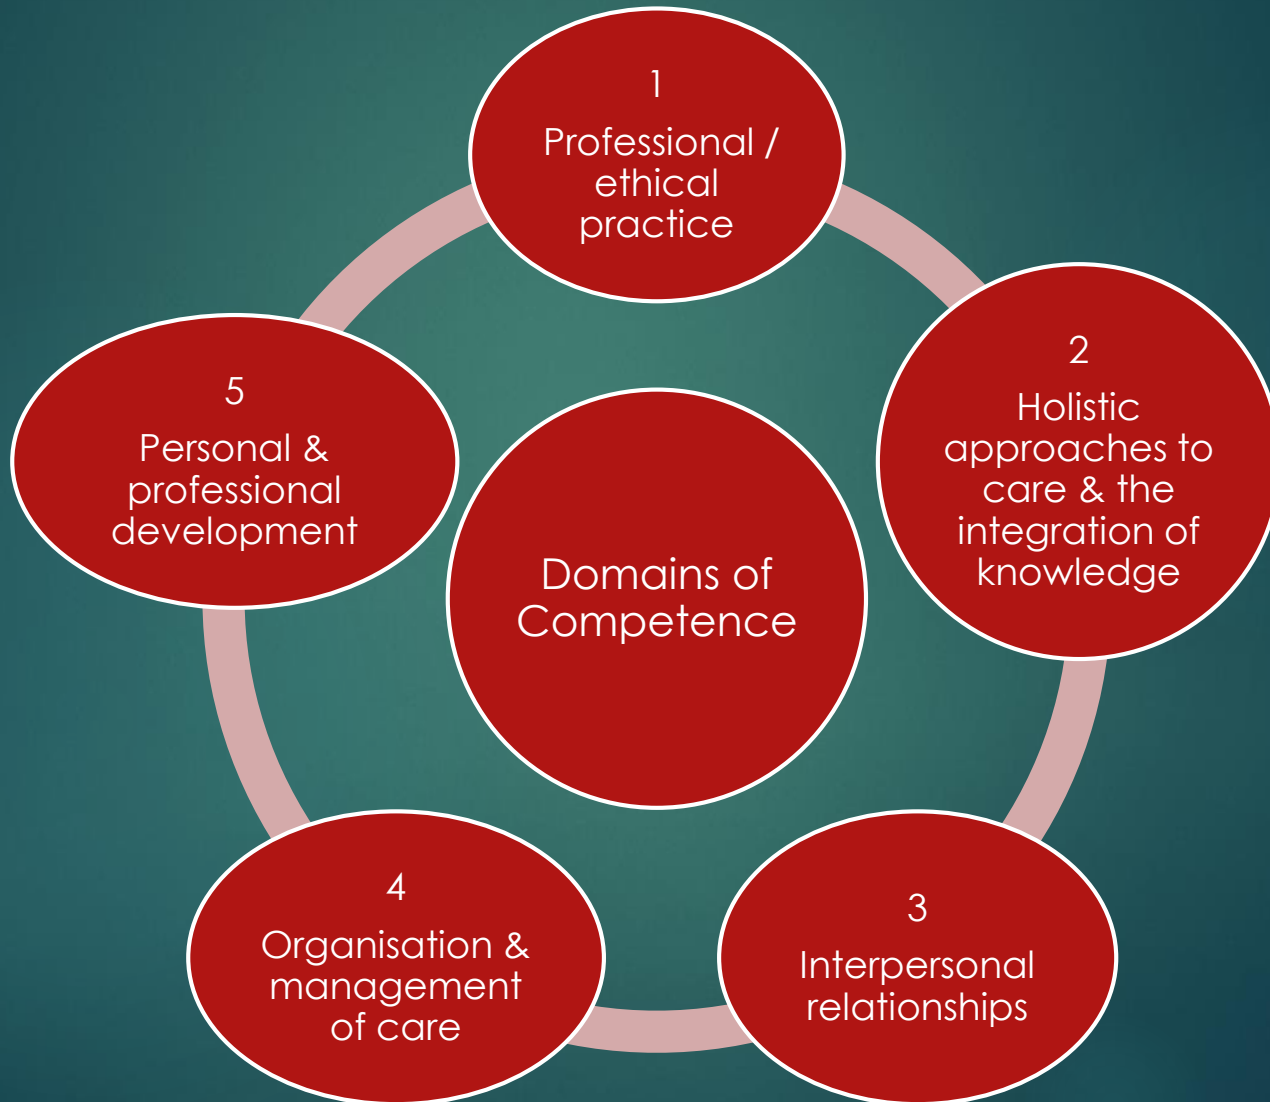 1
Professional /
ethical
practice
2
Holistic
approaches to
care & the
integration of
knowledge
5
Personal &
professional
development
Domains of
Competence
4
Organisation &
management
of care
3
Interpersonal
relationships